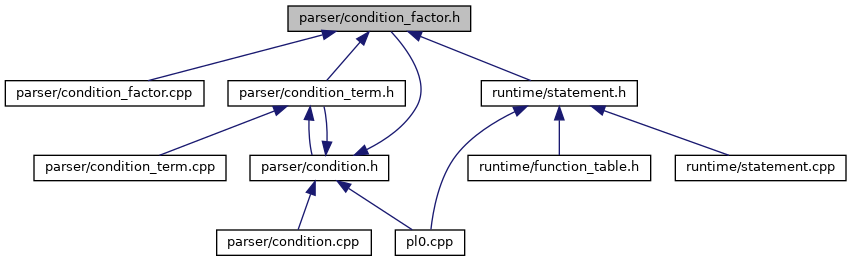 parser/condition_factor.h
parser/condition_factor.cpp
parser/condition_term.h
runtime/statement.h
parser/condition_term.cpp
parser/condition.h
runtime/function_table.h
runtime/statement.cpp
parser/condition.cpp
pl0.cpp